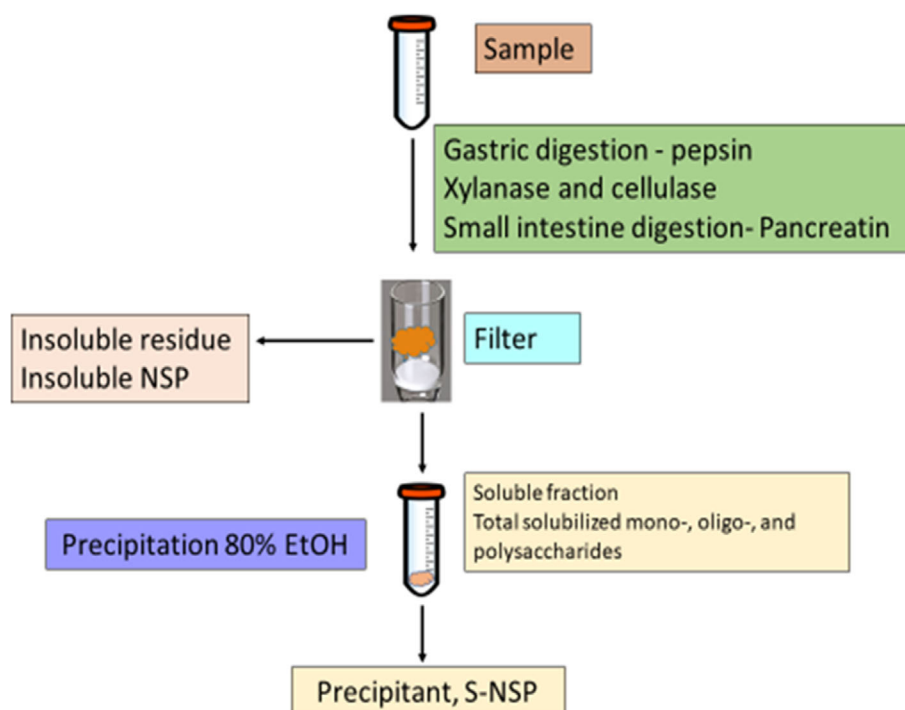 Sample
Gastric digestion - pepsin
Xylanase and cellulase
Small intestine digestion- Pancreatin
Insoluble residue
Insoluble NSP
Filter
Soluble fraction
Total solubilized mono-, oligo-, and
polysaccharides
Precipitation 80% EtOH
Precipitant, S-NSP